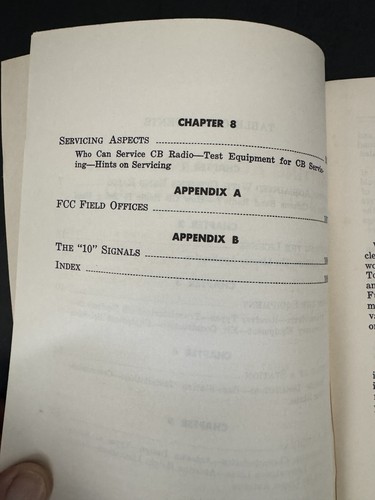 CHAPTER 8
SERVICING ASPECTS
Who Can Service CB Radio—Test Equipment for CB Servic-
ing—Hints on Servicing
APPENDIX A
FCC FIELD OFFICES
APPENDIX B
THE "10" SIGNALS
INDEX